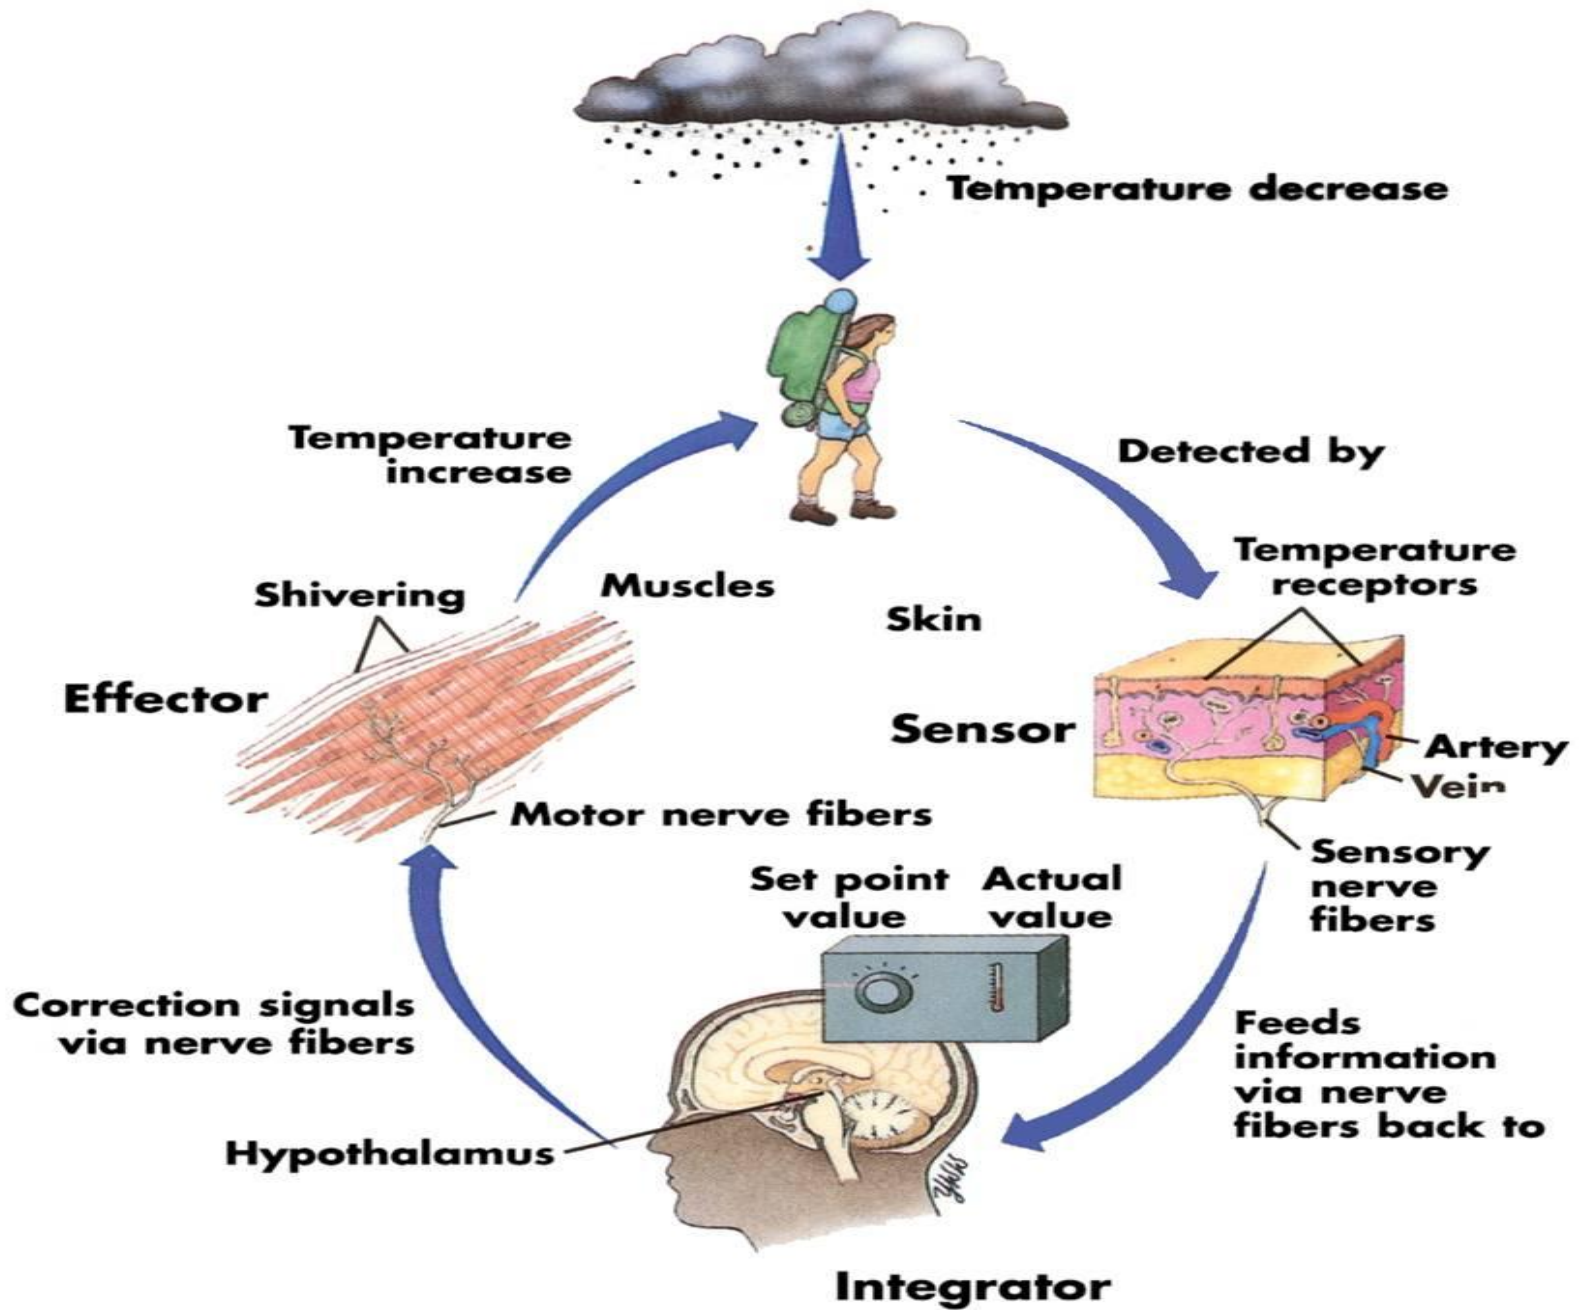 Temperature decrease
Temperature
increase
Detected by
Temperature
receptors
Shivering
Muscles
Skin
Effector
Sensor
Artery
Vein
Motor nerve fibers
Sensory
nerve
fibers
Set point
value
Actual
value
Correction signals
via nerve fibers
Feeds
information
via nerve
fibers back to
Hypothalamus
Integrator